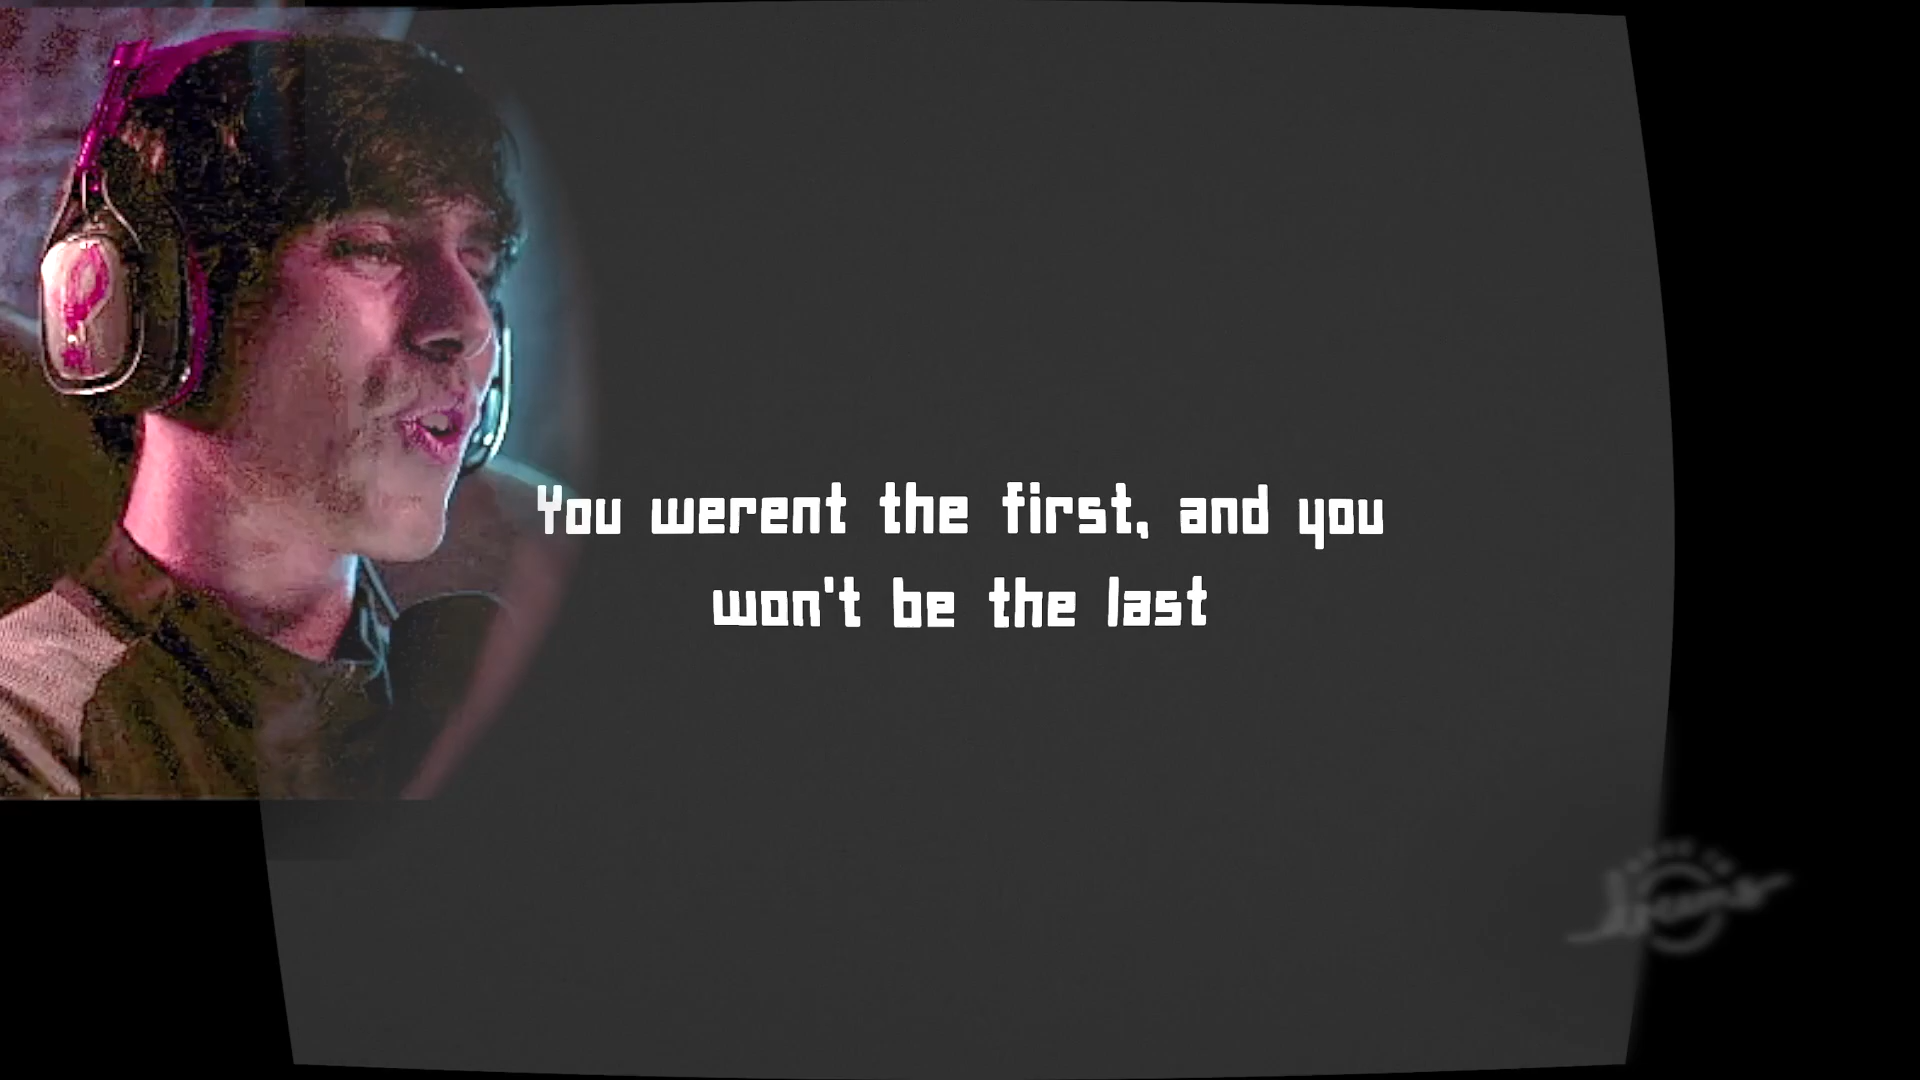 You werent the first, and you
won't be the last